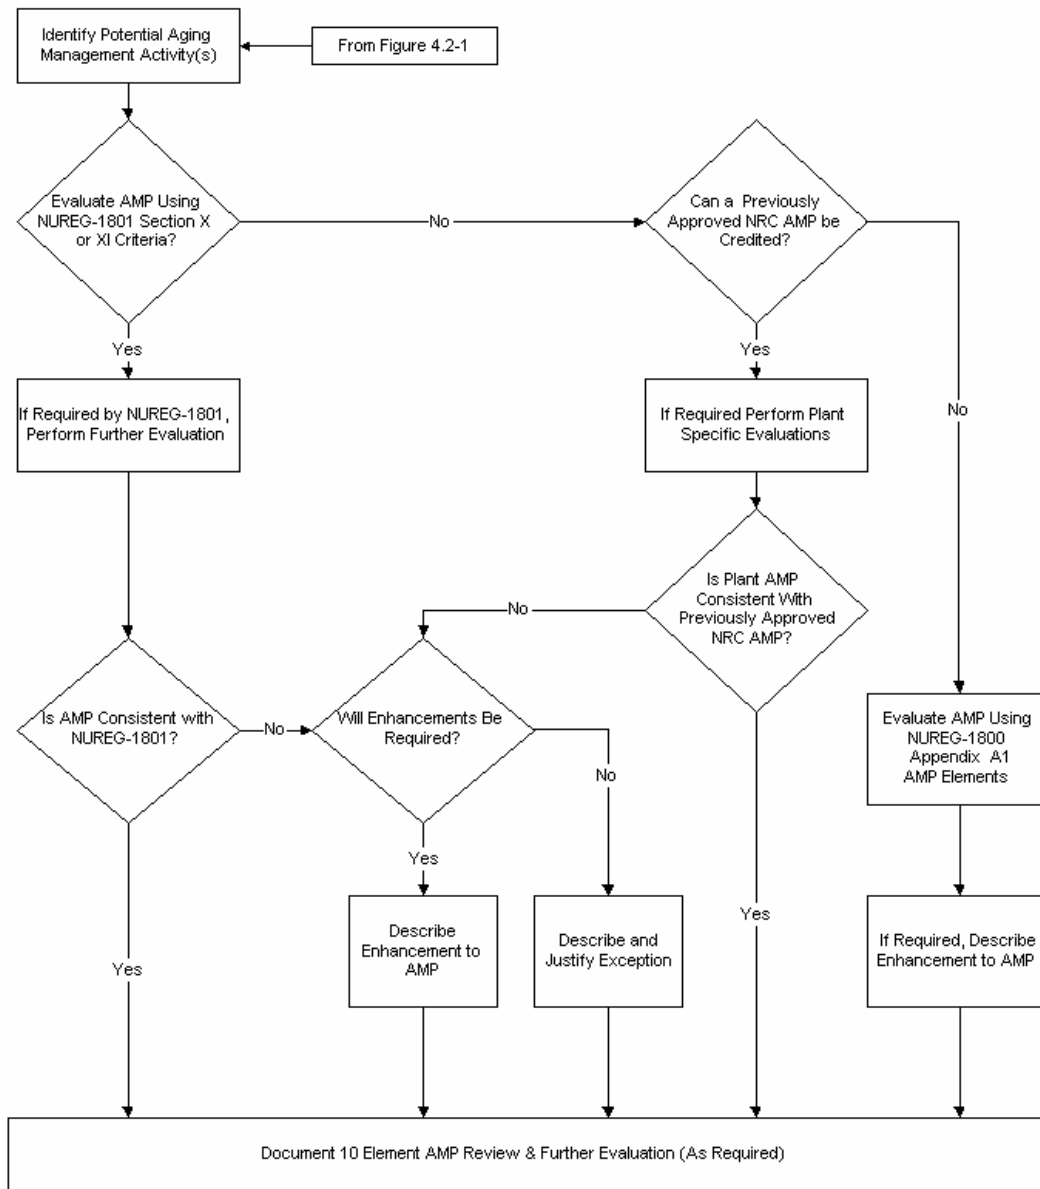 Identify Potential Aging
Management Activity(s)
From Figure 4.2-1
Evaluate AMP Using
NUREG-1801 Section X
or XI Criteria?
No
Can a Previously
Approved NRC AMP be
Credited?
Yes
Yes
No
If Required by NUREG-1801,
Perform Further Evaluation
If Required Perform Plant
Specific Evaluations
Is Plant AMP
Consistent With
Previously Approved
NRC AMP?
No
Is AMP Consistent with
NUREG-1801?
No
Will Enhancements Be
Required?
No
Evaluate AMP Using
NUREG-1800
Appendix A1
AMP Elements
Yes
Yes
Yes
Describe
Enhancement to
AMP
Describe and
Justify Exception
If Required, Describe
Enhancement to AMP
Document 10 Element AMP Review & Further Evaluation (As Required)